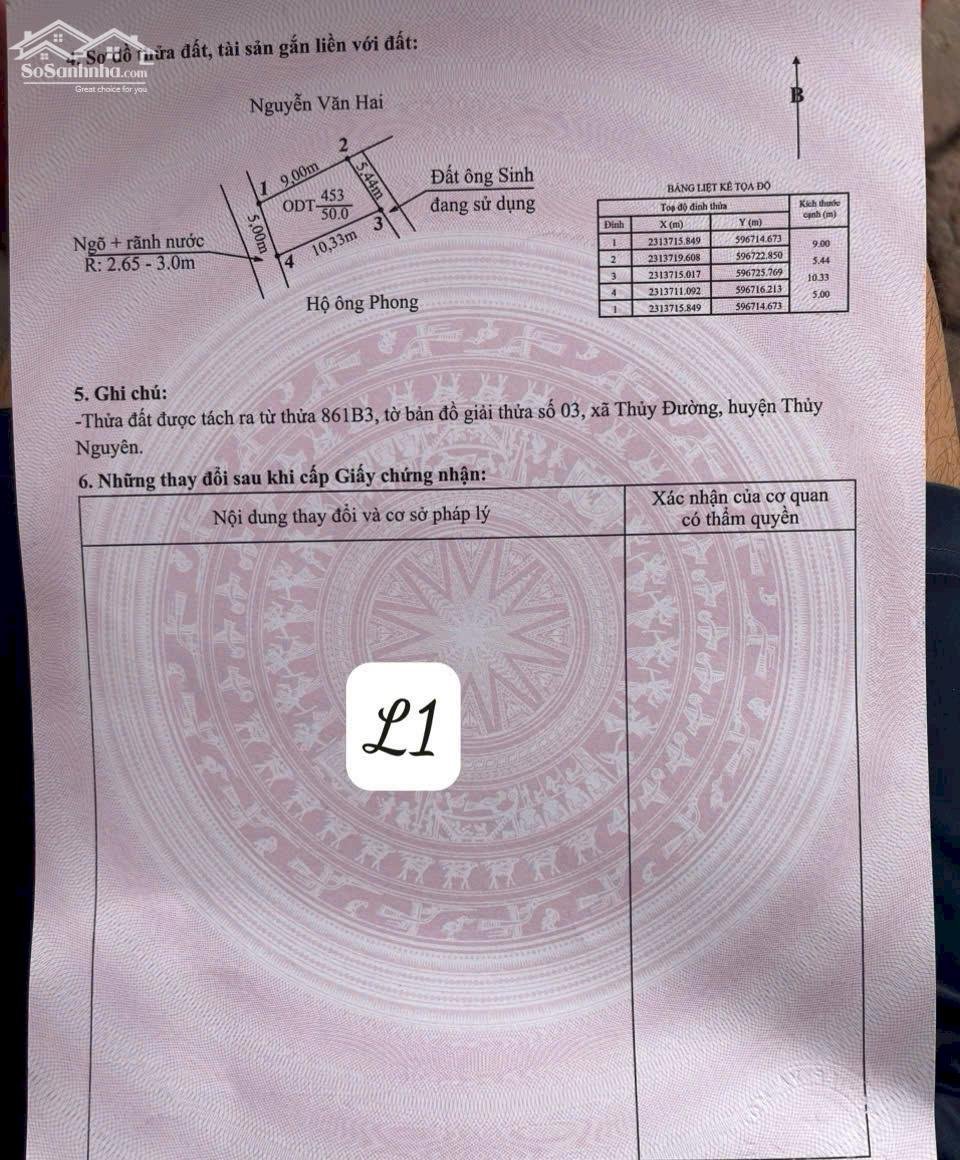 SoSanhnha.com
Great choice for you
4. Sơ đồ thửa đất, tài sản gắn liền với đất:
Nguyễn Văn Hai
B
1
2
3
4
9,00m
5,44m
10,33m
5,00m
ODT 453
50.0
Đất ông Sinh
đang sử dụng
Ngõ + rãnh nước
R: 2.65 - 3.0m
Hộ ông Phong
BẢNG LIỆT KÊ TỌA ĐỘ
Toạ độ đỉnh thửa Kích thước cạnh (m)
Đỉnh X (m) Y (m)
1 2313715.849 596714.673
9.00
2 2313719.608 596722.850
5.44
3 2313715.017 596725.769
10.33
4 2313711.092 596716.213
5.00
1 2313715.849 596714.673
5. Ghi chú:
-Thửa đất được tách ra từ thửa 861B3, tờ bản đồ giải thửa số 03, xã Thủy Đường, huyện Thủy
Nguyên.
6. Những thay đổi sau khi cấp Giấy chứng nhận:
Nội dung thay đổi và cơ sở pháp lý
Xác nhận của cơ quan
có thẩm quyền
L1